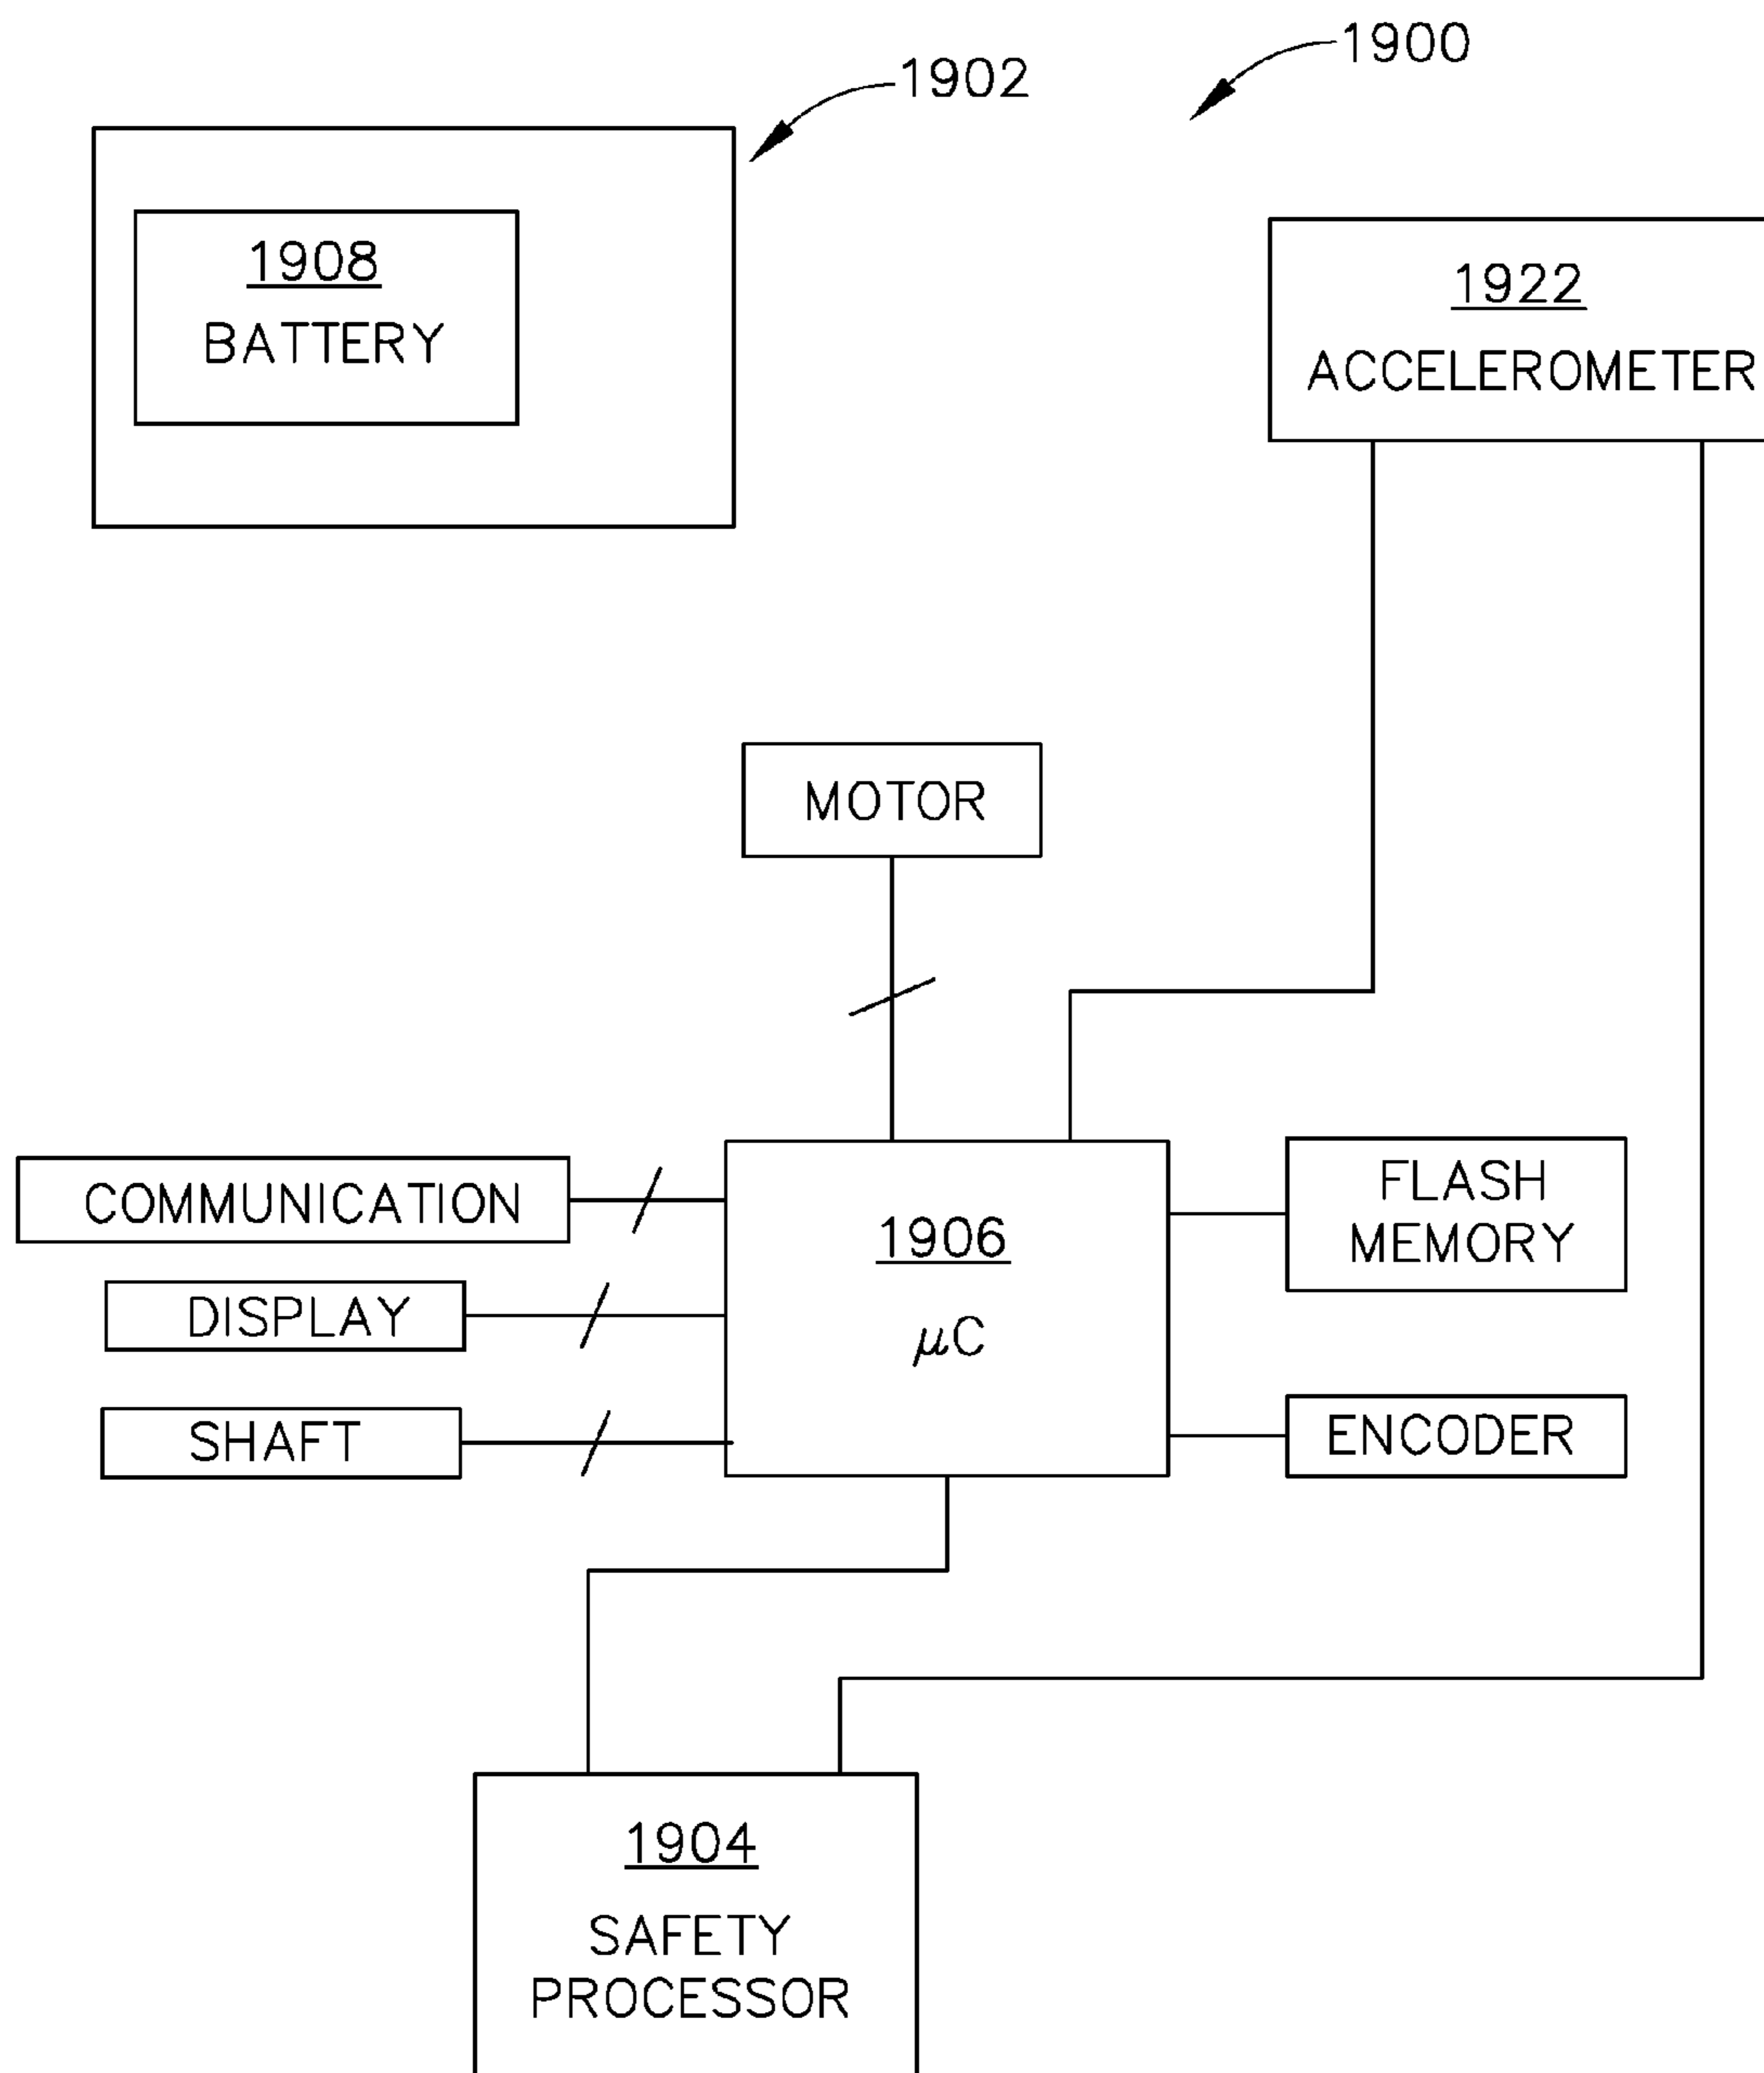 1900
1902
1908
BATTERY
1922
ACCELEROMETER
MOTOR
COMMUNICATION
DISPLAY
SHAFT
1906
μC
FLASH
MEMORY
ENCODER
1904
SAFETY
PROCESSOR